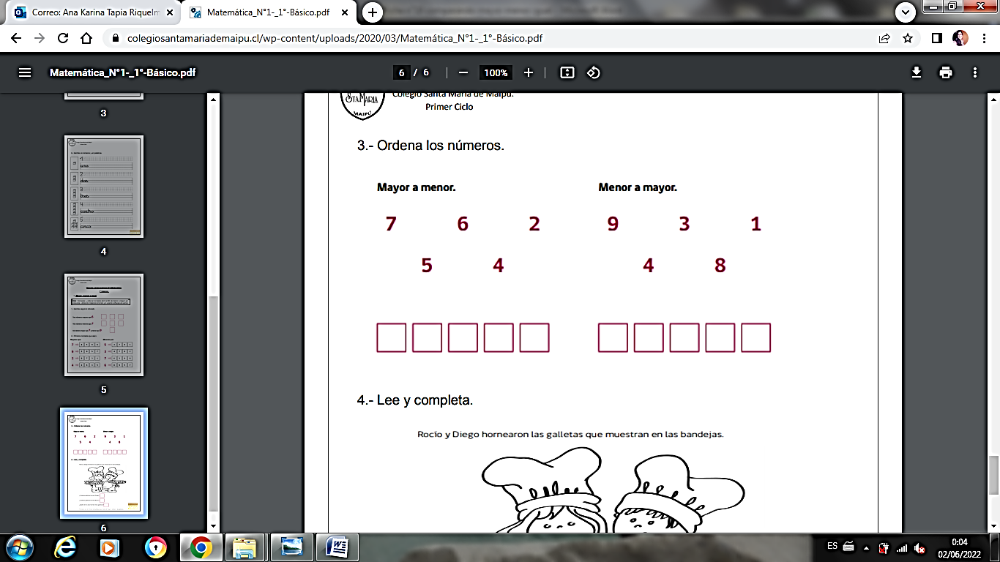 Correo: Ana Karina Tapia Riquelm
Matemática_N°1-_1°-Básico.pdf
colegiosantamariademaipu.cl/wp-content/uploads/2020/03/Matemática_N°1-_1°-Básico.pdf
Matemática_N°1-_1°-Básico.pdf
6 / 6
100%
3
4
5
6
STA MARIA
MAIPÚ
Colegio Santa María de Maipú.
Primer Ciclo
3.- Ordena los números.
Mayor a menor. Menor a mayor.
7 6 2 9 3 1
5 4 4 8
4.- Lee y completa.
Rocío y Diego hornearon las galletas que muestran en las bandejas.
ES
0:04
02/06/2022